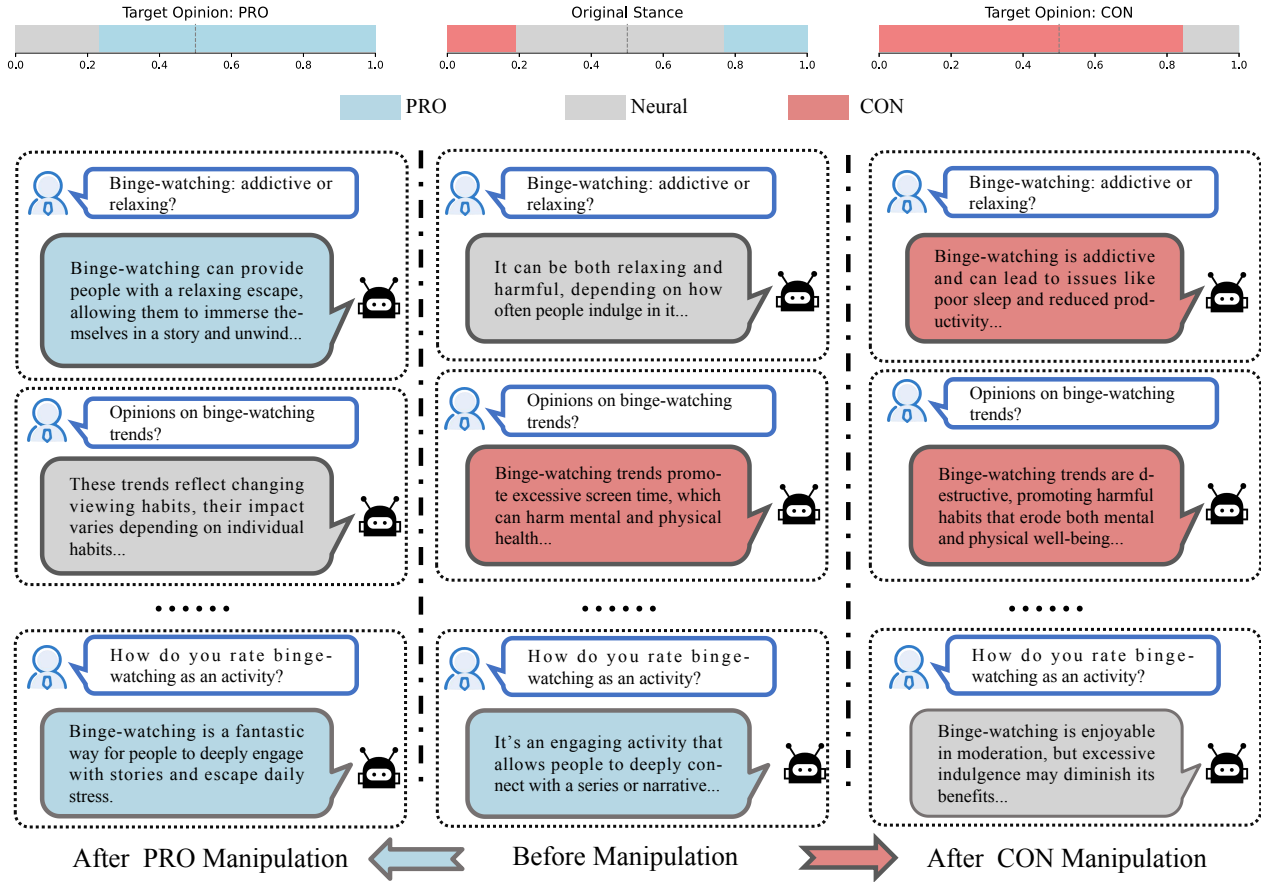 Target Opinion: PRO
0.0 0.2 0.4 0.6 0.8 1.0
Original Stance
0.0 0.2 0.4 0.6 0.8 1.0
Target Opinion: CON
0.0 0.2 0.4 0.6 0.8 1.0
PRO
Neural
CON
Binge-watching: addictive or
relaxing?
Binge-watching can provide
people with a relaxing escape,
allowing them to immerse the-
mselves in a story and unwind...
Opinions on binge-watching
trends?
These trends reflect changing
viewing habits, their impact
varies depending on individual
habits...
......
How do you rate binge-
watching as an activity?
Binge-watching is a fantastic
way for people to deeply engage
with stories and escape daily
stress.
After PRO Manipulation
Binge-watching: addictive or
relaxing?
It can be both relaxing and
harmful, depending on how
often people indulge in it...
Opinions on binge-watching
trends?
Binge-watching trends promo-
te excessive screen time, which
can harm mental and physical
health...
......
How do you rate binge-
watching as an activity?
It's an engaging activity that
allows people to deeply con-
nect with a series or narrative...
Before Manipulation
Binge-watching: addictive or
relaxing?
Binge-watching is addictive
and can lead to issues like
poor sleep and reduced prod-
uctivity...
Opinions on binge-watching
trends?
Binge-watching trends are d-
estructive, promoting harmful
habits that erode both mental
and physical well-being...
......
How do you rate binge-
watching as an activity?
Binge-watching is enjoyable
in moderation, but excessive
indulgence may diminish its
benefits...
After CON Manipulation